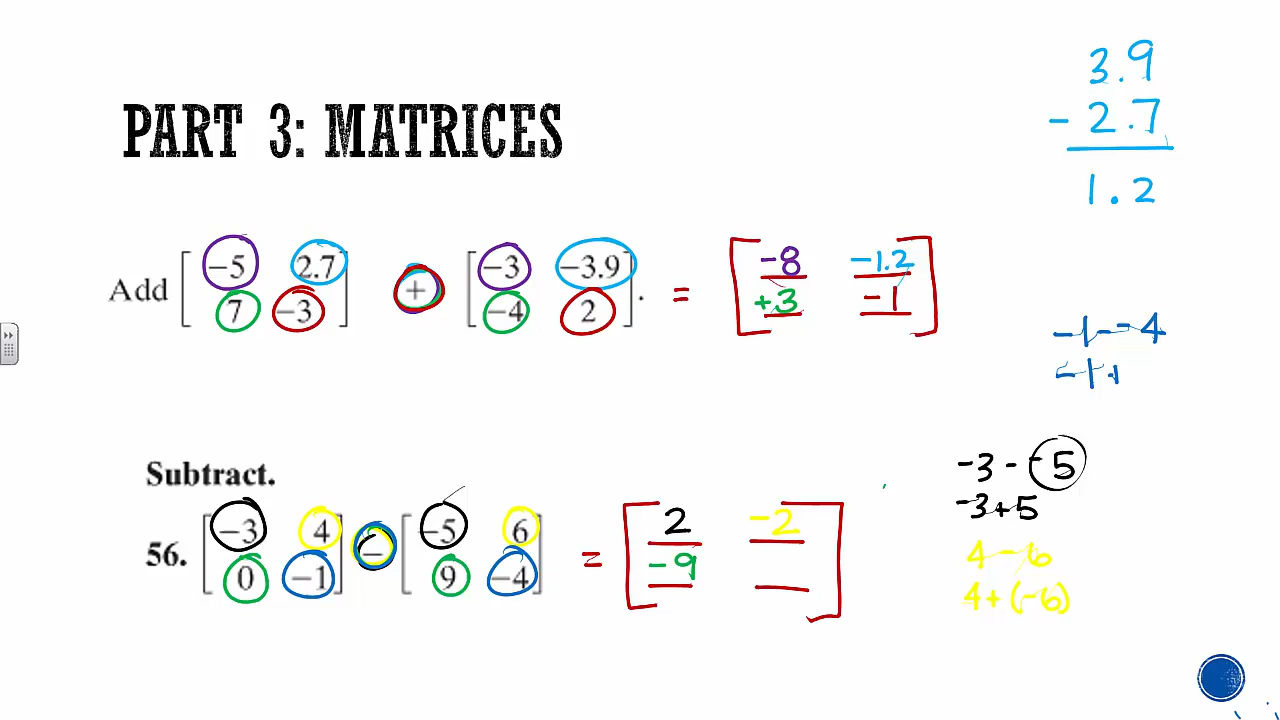 3.9
PART 3: MATRICES
- 2.7
1.2
Add [ -5 2.7 ] + [ -3 -3.9 ] . = [ -8 -1.2 ]
[ 7 -3 ] [ -4 2 ] [ +3 -1 ]
-1 - -4
-1 +
Subtract.
-3 - -5
-3+5
56. [ -3 4 ] - [ -5 6 ] = [ 2 -2 ]
[ 0 -1 ] [ 9 -4 ] [ -9 ]
4 - 6
4 + (-6)